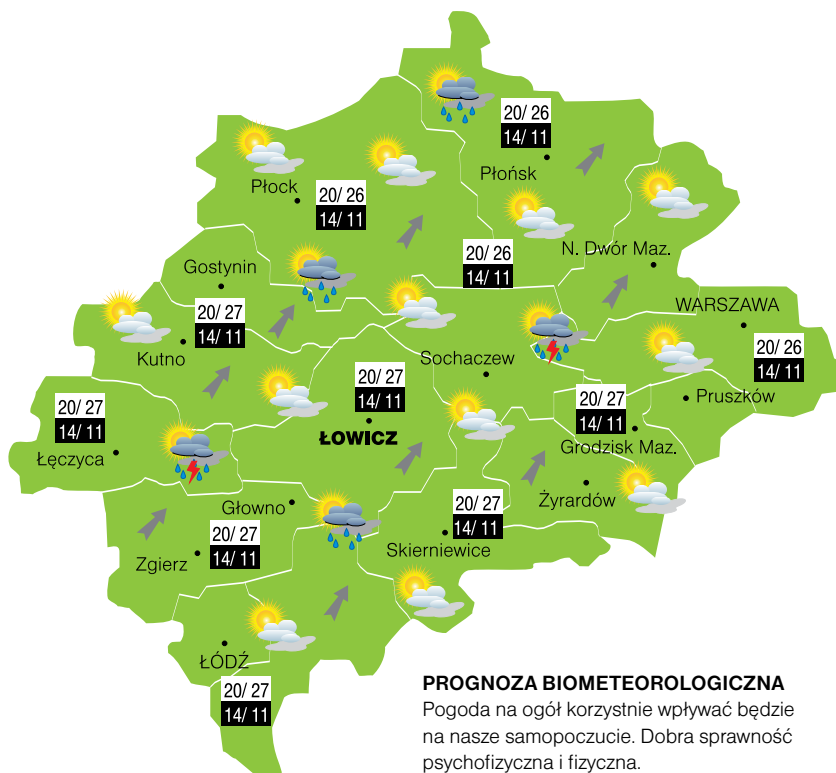 20/ 26
14/ 11
Płońsk
Płock
20/ 26
14/ 11
N. Dwór Maz.
20/ 26
14/ 11
Gostynin
WARSZAWA
20/ 27
14/ 11
Kutno
Sochaczew
20/ 26
14/ 11
20/ 27
14/ 11
ŁOWICZ
Pruszków
20/ 27
14/ 11
Grodzisk Maz.
20/ 27
14/ 11
Łęczyca
Głowno
Żyrardów
20/ 27
14/ 11
Skierniewice
20/ 27
14/ 11
Zgierz
ŁÓDŹ
20/ 27
14/ 11
PROGNOZA BIOMETEOROLOGICZNA
Pogoda na ogół korzystnie wpływać będzie
na nasze samopoczucie. Dobra sprawność
psychofizyczna i fizyczna.